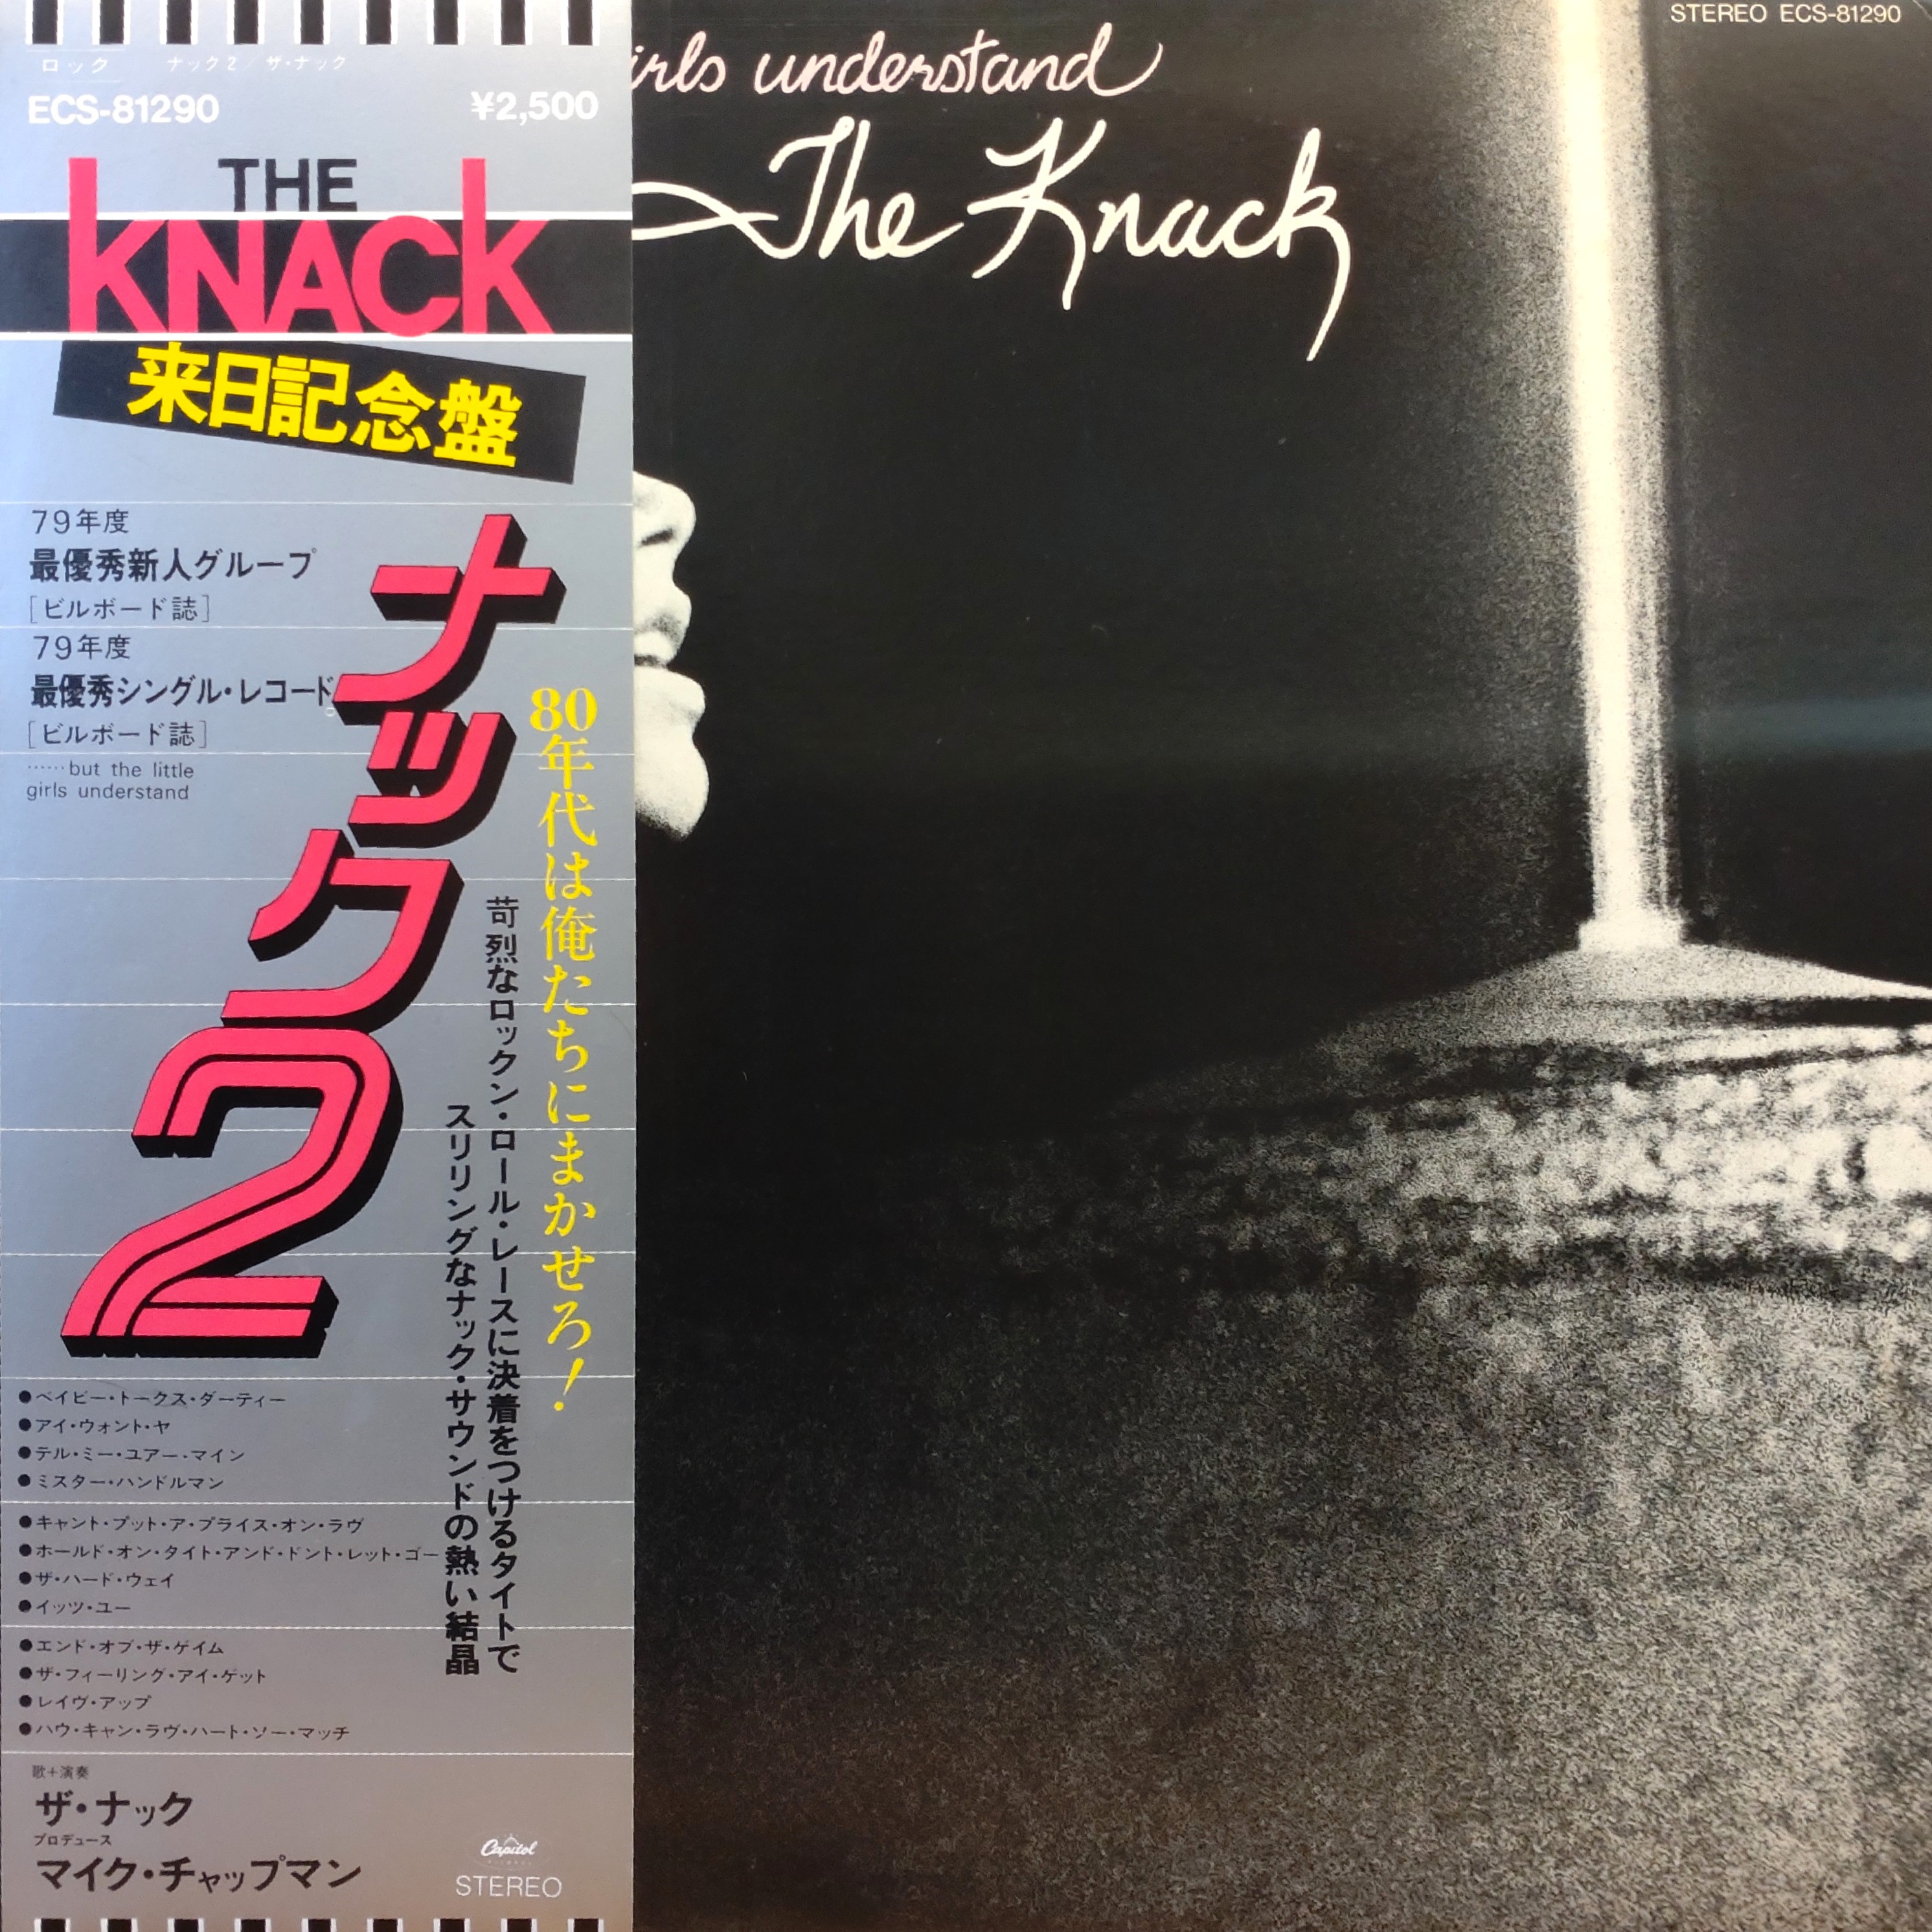 ロック ナック2/ザ・ナック
ECS-81290 ¥2,500
THE
KNACK
来日記念盤
79年度
最優秀新人グループ
[ビルボード誌]
79年度
最優秀シングル・レコード
[ビルボード誌]
……but the little
girls understand
ナック2
80年代は俺たちにまかせろ!
苛烈なロックン・ロール・レースに決着をつけるタイトで
スリリングなナック・サウンドの熱い結晶
●ベイビー・トークス・ダーティー
●アイ・ウォント・ヤ
●テル・ミー・ユアー・マイン
●ミスター・ハンドルマン
●キャント・プット・ア・プライス・オン・ラヴ
●ホールド・オン・タイト・アンド・ドント・レット・ゴー
●ザ・ハード・ウェイ
●イッツ・ユー
●エンド・オブ・ザ・ゲイム
●ザ・フィーリング・アイ・ゲット
●レイヴ・アップ
●ハウ・キャン・ラヴ・ハート・ソー・マッチ
歌+演奏
ザ・ナック
プロデュース
マイク・チャップマン
Capitol
STEREO
STEREO ECS-81290
irls understand
The Knack